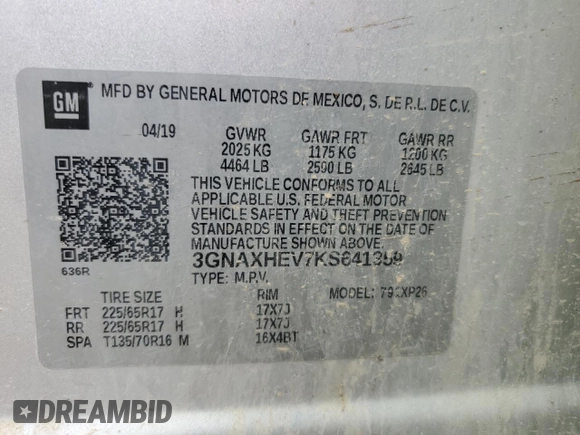 GM
MFD BY GENERAL MOTORS DE MEXICO, S. DE R.L. DE C.V.
04/19 GVWR GAWR FRT GAWR RR
2025 KG 1175 KG 1200 KG
4464 LB 2590 LB 2645 LB
THIS VEHICLE CONFORMS TO ALL
APPLICABLE U.S. FEDERAL MOTOR
VEHICLE SAFETY AND THEFT PREVENTION
STANDARDS IN EFFECT ON THE DATE OF
MANUFACTURE SHOWN ABOVE.
636R
3GNAXHEV7KS641359
TYPE: M.P.V.
TIRE SIZE RIM MODEL:
FRT 225/65R17 H 17X7J
RR 225/65R17 H 17X7J
SPA T135/70R16 M 16X4BT
DREAMBID